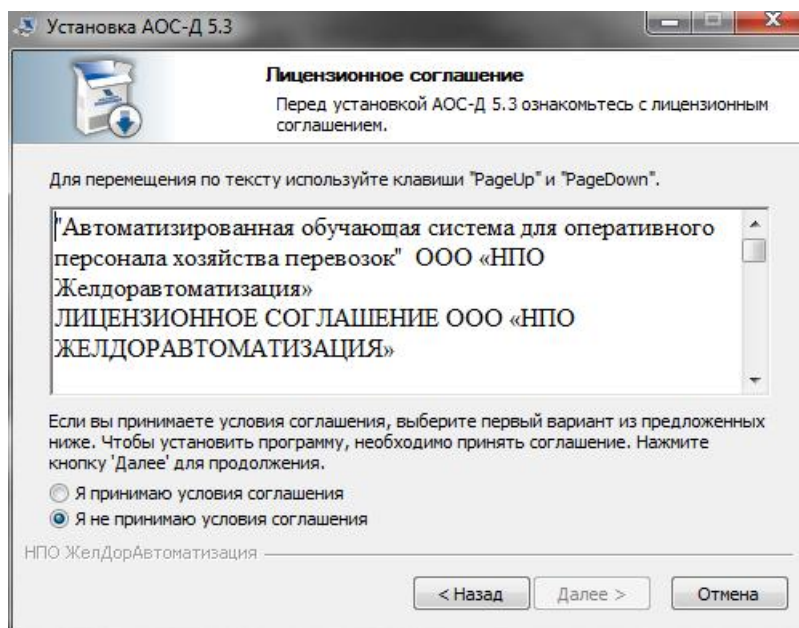 Установка АОС-Д 5.3
Лицензионное соглашение
Перед установкой АОС-Д 5.3 ознакомьтесь с лицензионным
соглашением.
Для перемещения по тексту используйте клавиши "PageUp" и "PageDown".
"Автоматизированная обучающая система для оперативного
персонала хозяйства перевозок" ООО «НПО
Желдоравтоматизация»
ЛИЦЕНЗИОННОЕ СОГЛАШЕНИЕ ООО «НПО
ЖЕЛДОРАВТОМАТИЗАЦИЯ»
Если вы принимаете условия соглашения, выберите первый вариант из предложенных
ниже. Чтобы установить программу, необходимо принять соглашение. Нажмите
кнопку 'Далее' для продолжения.
Я принимаю условия соглашения
Я не принимаю условия соглашения
НПО ЖелДорАвтоматизация
< Назад
Далее >
Отмена